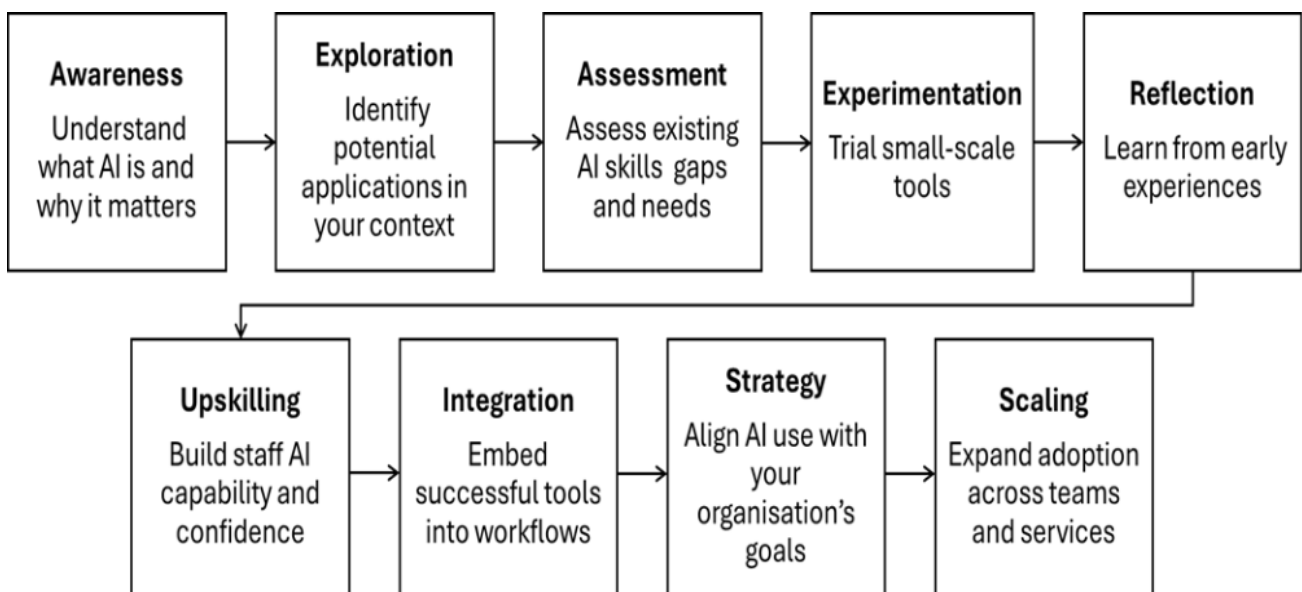 Awareness
Understand
what AI is and
why it matters
Exploration
Identify
potential
applications in
your context
Assessment
Assess existing
AI skills gaps
and needs
Experimentation
Trial small-scale
tools
Reflection
Learn from early
experiences
Upskilling
Build staff AI
capability and
confidence
Integration
Embed
successful tools
into workflows
Strategy
Align AI use with
your
organisation's
goals
Scaling
Expand adoption
across teams
and services